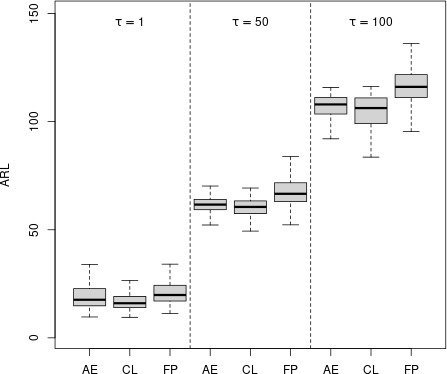 τ = 1 τ = 50 τ = 100
ARL
150
100
50
0
AE CL FP AE CL FP AE CL FP